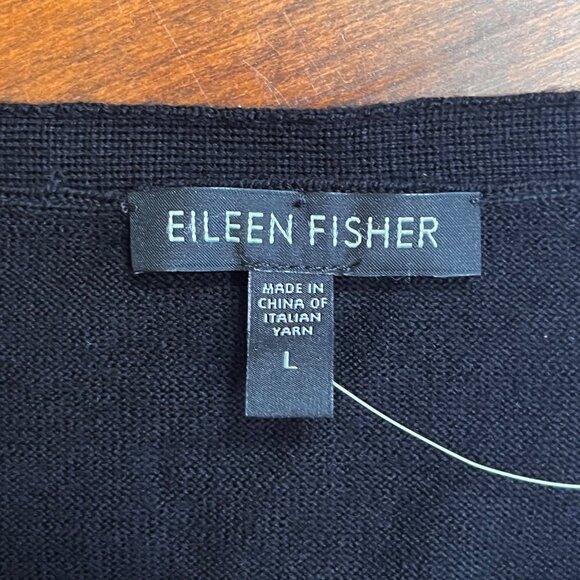 EILEEN FISHER
MADE IN
CHINA OF
ITALIAN
YARN
L